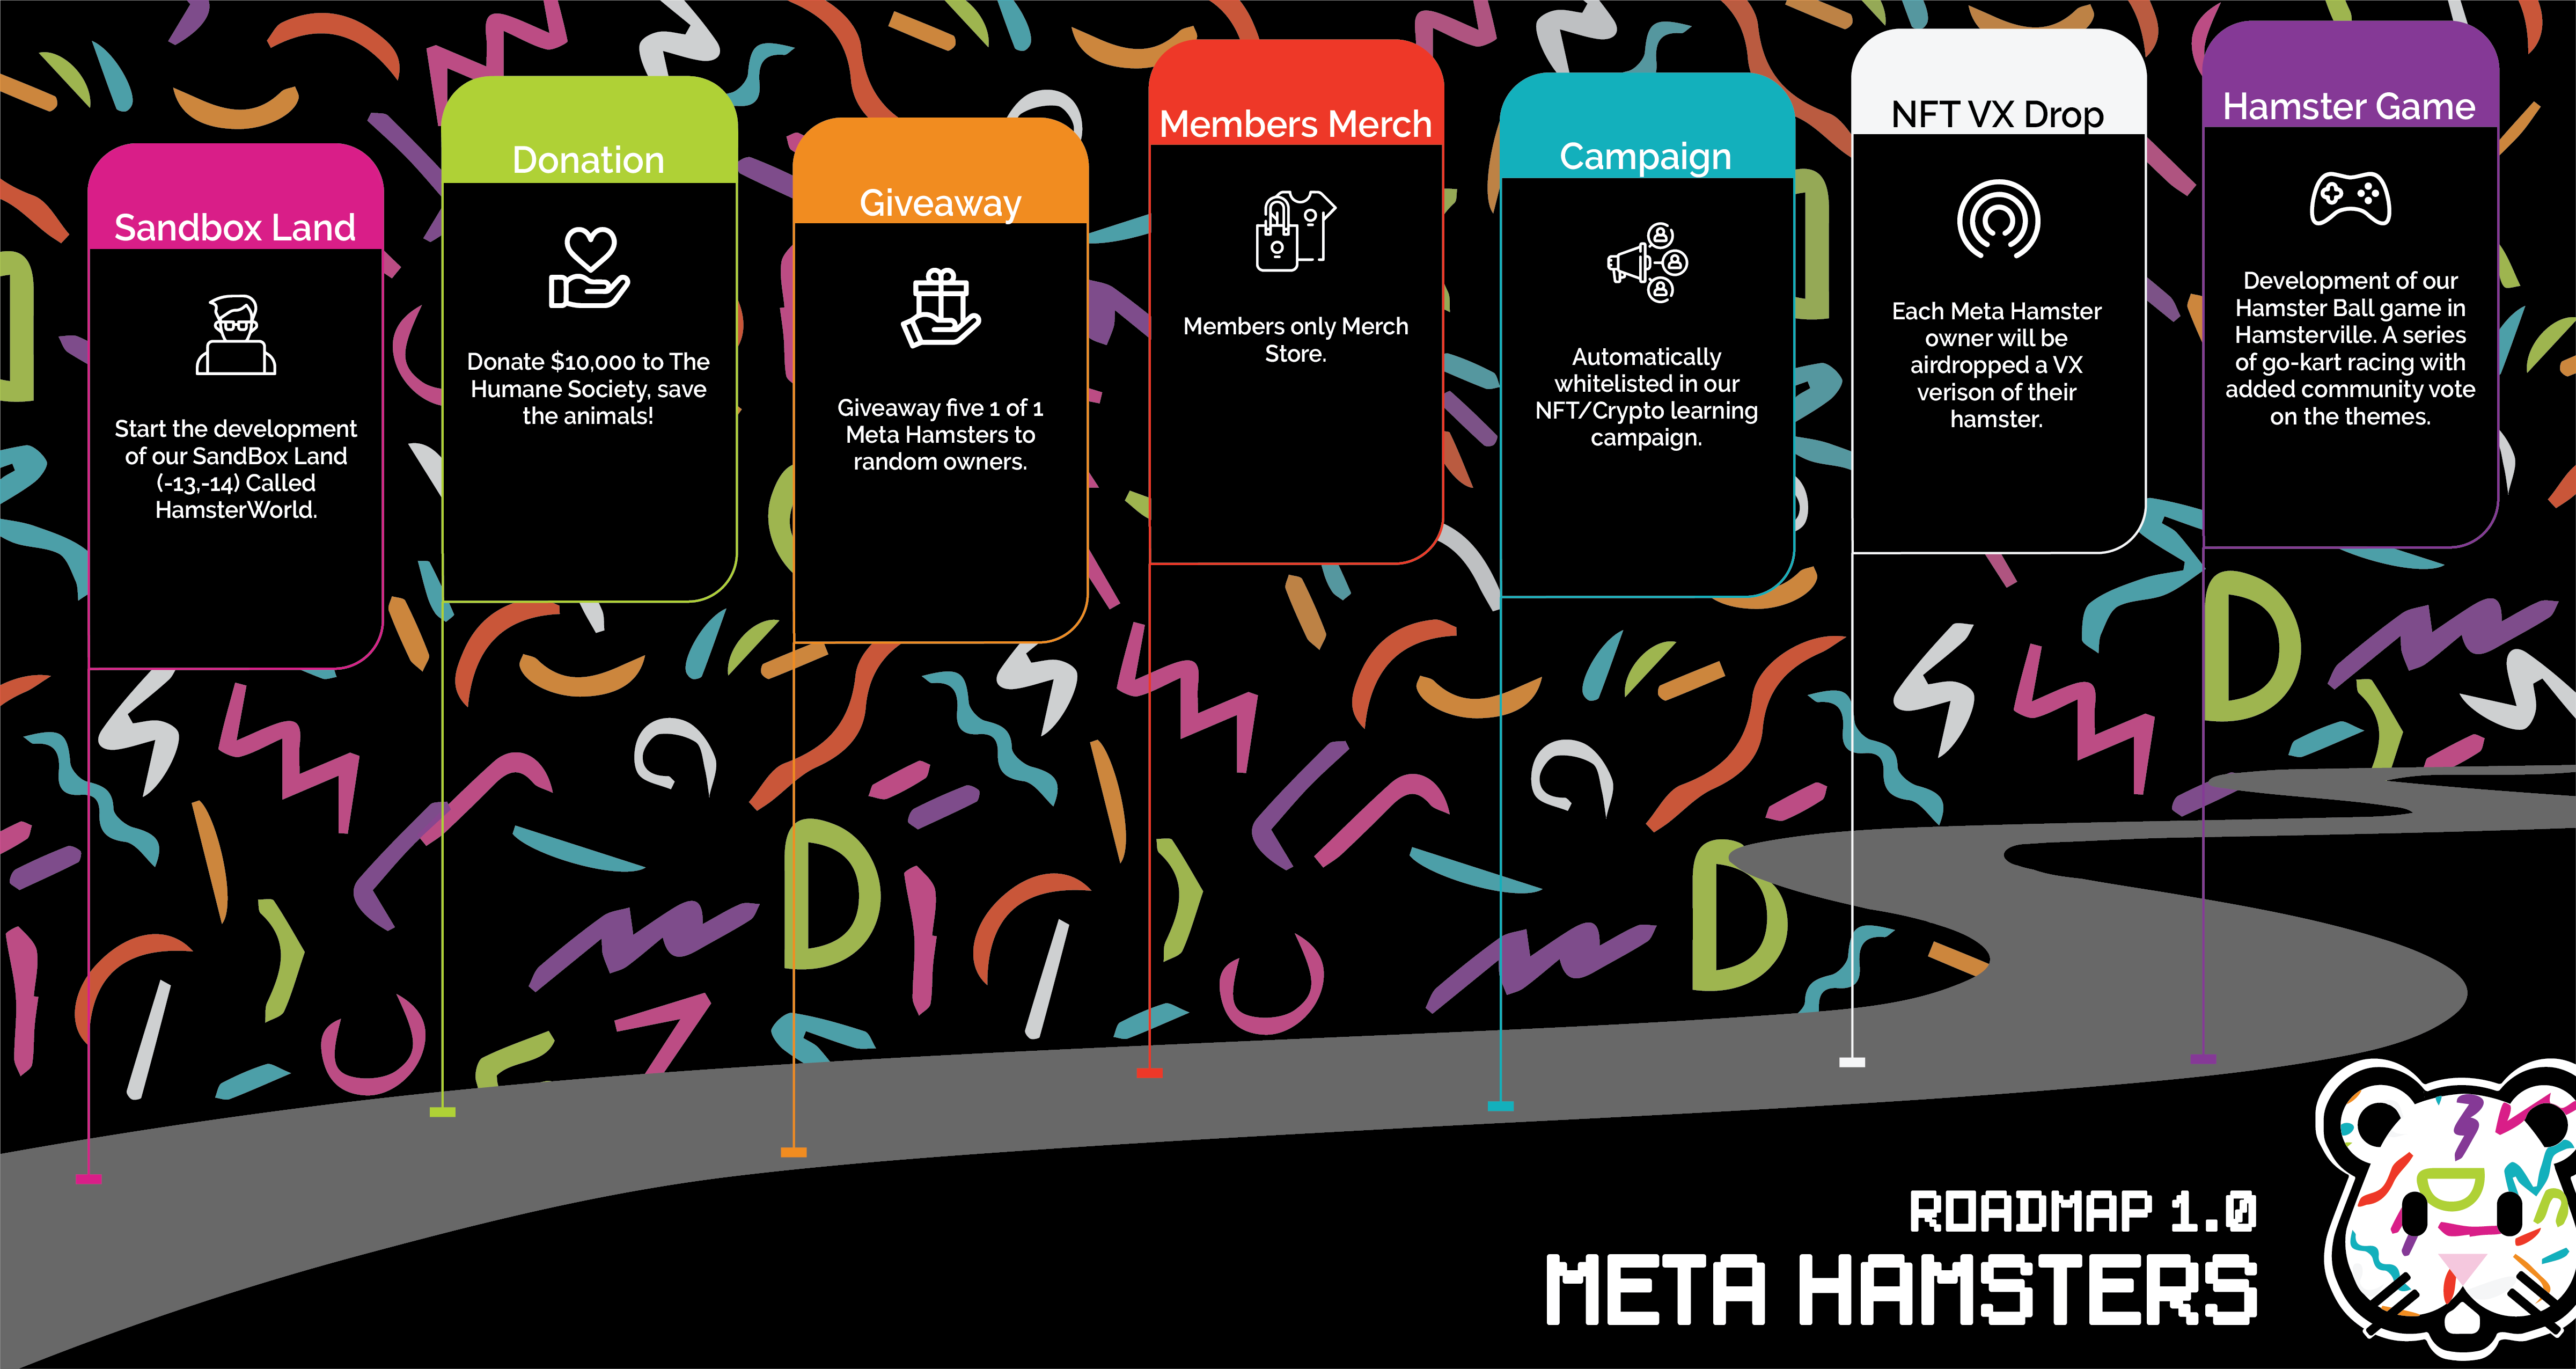 Sandbox Land
Start the development
of our SandBox Land
(-13,-14) Called
HamsterWorld.
Donation
Donate $10,000 to The
Humane Society, save
the animals!
Giveaway
Giveaway five 1 of 1
Meta Hamsters to
random owners.
Members Merch
Members only Merch
Store.
Campaign
Automatically
whitelisted in our
NFT/Crypto learning
campaign.
NFT VX Drop
Each Meta Hamster
owner will be
airdropped a VX
verison of their
hamster.
Hamster Game
Development of our
Hamster Ball game in
Hamsterville. A series
of go-kart racing with
added community vote
on the themes.
ROADMAP 1.0
META HAMSTERS